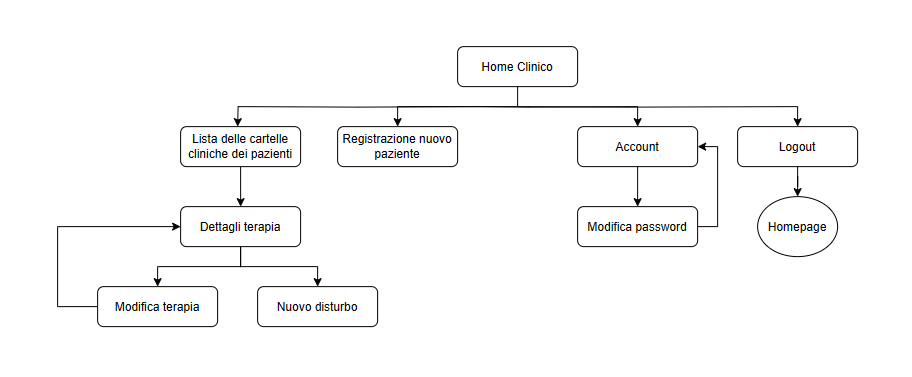 Home Clinico
Lista delle cartelle
cliniche dei pazienti
Registrazione nuovo
paziente
Account
Logout
Dettagli terapia
Modifica password
Homepage
Modifica terapia
Nuovo disturbo